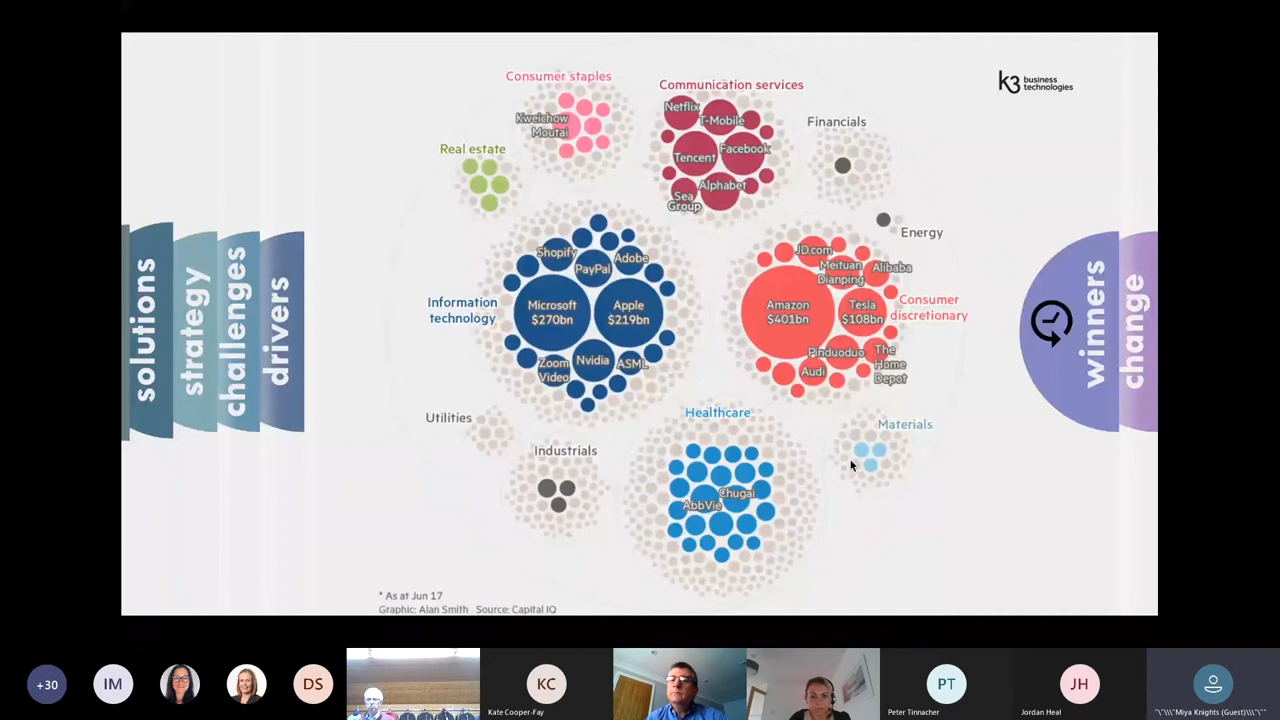 Consumer staples
Communication services
k3 business
technologies
Netflix
T-Mobile
Kweichow
Moutai
Financials
Real estate
Tencent
Facebook
Alphabet
Sea
Group
Energy
solutions
strategy
challenges
drivers
winners
change
Shopify
Adobe
PayPal
JD.com
Meituan
Dianping
Alibaba
Information
technology
Microsoft
$270bn
Apple
$219bn
Amazon
$401bn
Tesla
$108bn
Consumer
discretionary
Zoom
Video
Nvidia
ASML
Pinduoduo
The
Home
Depot
Audi
Utilities
Healthcare
Materials
Industrials
AbbVie
Chugai
* As at Jun 17
Graphic: Alan Smith Source: Capital IQ
+30
IM
DS
KC
Kate Cooper-Fay
PT
Peter Tinnacher
JH
Jordan Heal
"\"\\\"Miya Knights (Guest)\\\"\""